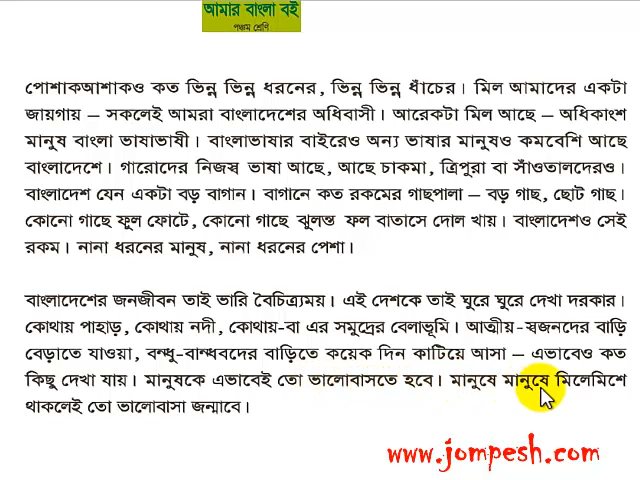 আমার বাংলা বই
পঞ্চম শ্রেণি
পোশাকআশাকও কত ভিন্ন ভিন্ন ধরনের, ভিন্ন ভিন্ন ধাঁচের। মিল আমাদের একটা
জায়গায় – সকলেই আমরা বাংলাদেশের অধিবাসী। আরেকটা মিল আছে – অধিকাংশ
মানুষ বাংলা ভাষাভাষী। বাংলাভাষার বাইরেও অন্য ভাষার মানুষও কমবেশি আছে
বাংলাদেশে। গারোদের নিজস্ব ভাষা আছে, আছে চাকমা, ত্রিপুরা বা সাঁওতালদেরও।
বাংলাদেশ যেন একটা বড় বাগান। বাগানে কত রকমের গাছপালা – বড় গাছ, ছোট গাছ।
কোনো গাছে ফুল ফোটে, কোনো গাছে ঝুলন্ত ফল বাতাসে দোল খায়। বাংলাদেশও সেই
রকম। নানা ধরনের মানুষ, নানা ধরনের পেশা।
বাংলাদেশের জনজীবন তাই ভারি বৈচিত্র্যময়। এই দেশকে তাই ঘুরে ঘুরে দেখা দরকার।
কোথায় পাহাড়, কোথায় নদী, কোথায়-বা এর সমুদ্রের বেলাভূমি। আত্মীয়-স্বজনদের বাড়ি
বেড়াতে যাওয়া, বন্ধু-বান্ধবদের বাড়িতে কয়েক দিন কাটিয়ে আসা – এভাবেও কত
কিছু দেখা যায়। মানুষকে এভাবেই তো ভালোবাসতে হবে। মানুষে মানুষে মিলেমিশে
থাকলেই তো ভালোবাসা জন্মাবে।
www.jompesh.com